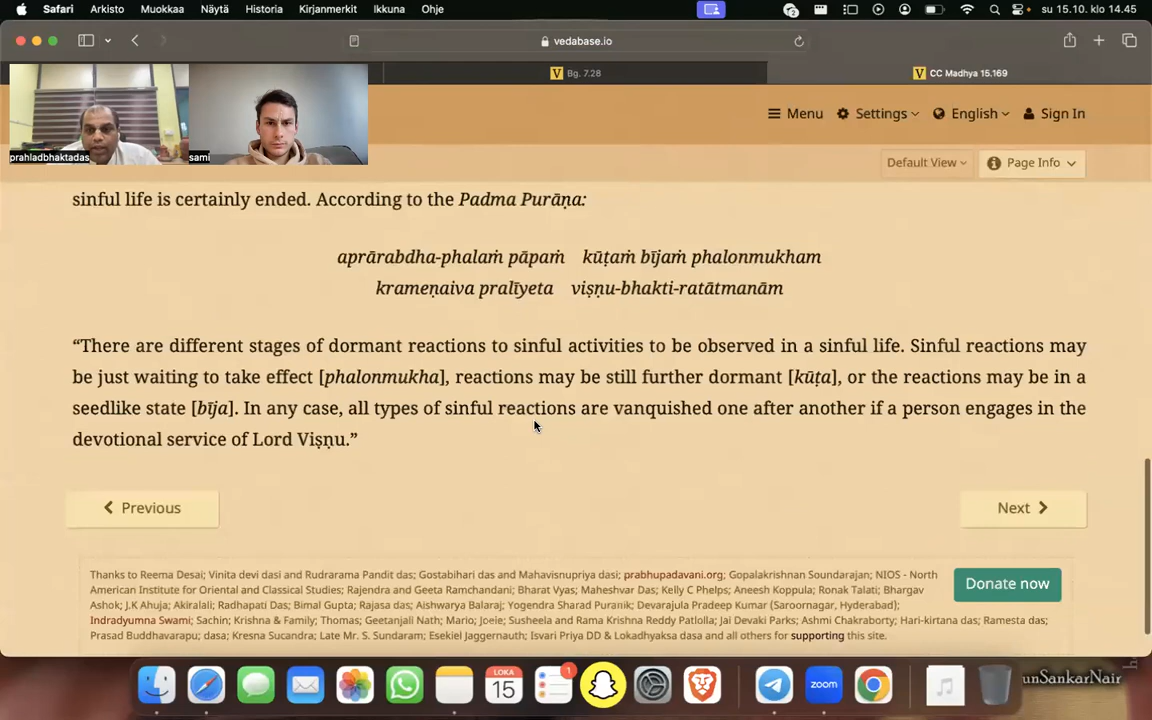 Safari Arkisto Muokkaa Näytä Historia Kirjanmerkit Ikkuna Ohje su 15.10. klo 14.45
vedabase.io
Bg. 7.28 CC Madhya 15.169
Menu Settings English Sign In
Default View Page Info
prahladbhaktadas sami
sinful life is certainly ended. According to the Padma Purāṇa:
aprārabdha-phalaṁ pāpaṁ kūṭaṁ bījaṁ phalonmukham
krameṇaiva pralīyeta viṣṇu-bhakti-ratātmanām
“There are different stages of dormant reactions to sinful activities to be observed in a sinful life. Sinful reactions may
be just waiting to take effect [phalonmukha], reactions may be still further dormant [kūṭa], or the reactions may be in a
seedlike state [bīja]. In any case, all types of sinful reactions are vanquished one after another if a person engages in the
devotional service of Lord Viṣṇu.”
Previous Next
Thanks to Reema Desai; Vinita devi dasi and Rudrarama Pandit das; Gostabihari das and Mahavisnupriya dasi; prabhupadavani.org; Gopalakrishnan Soundarajan; NIOS - North
American Institute for Oriental and Classical Studies; Rajendra and Geeta Ramchandani; Bharat Vyas; Maheshver Das; Kelly C Phelps; Aneesh Koppula; Ronak Talati; Bhargav
Ashok; J.K Ahuja; Akiralali; Radhapati Das; Bimal Gupta; Rajasa das; Aishwarya Balaraj; Yogendra Sharad Puranik; Devarajula Pradeep Kumar (Saroornagar, Hyderabad);
Indradyumna Swami; Sachin; Krishna & Family; Thomas; Geetanjali Nath; Mario; Joeie; Susheela and Rama Krishna Reddy Patlolla; Jai Devaki Parks; Ashmi Chakraborty; Hari-kirtana das; Ramesta das;
Prasad Buddhavarapu; dasa; Kresna Sucandra; Late Mr. S. Sundaram; Esekiel Jaggernauth; Isvari Priya DD & Lokadhyaksa dasa and all others for supporting this site.
Donate now
LOKA
15
1
zoom
unSankarNair